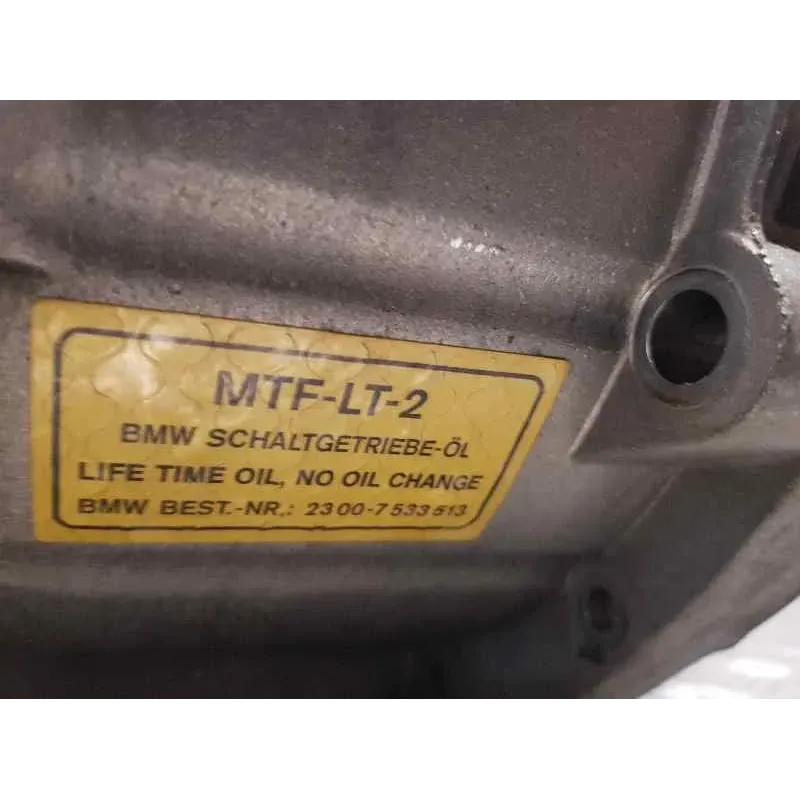 MTF-LT-2
BMW SCHALTGETRIEBE-ÖL
LIFE TIME OIL, NO OIL CHANGE
BMW BEST.-NR.: 2300-7533513